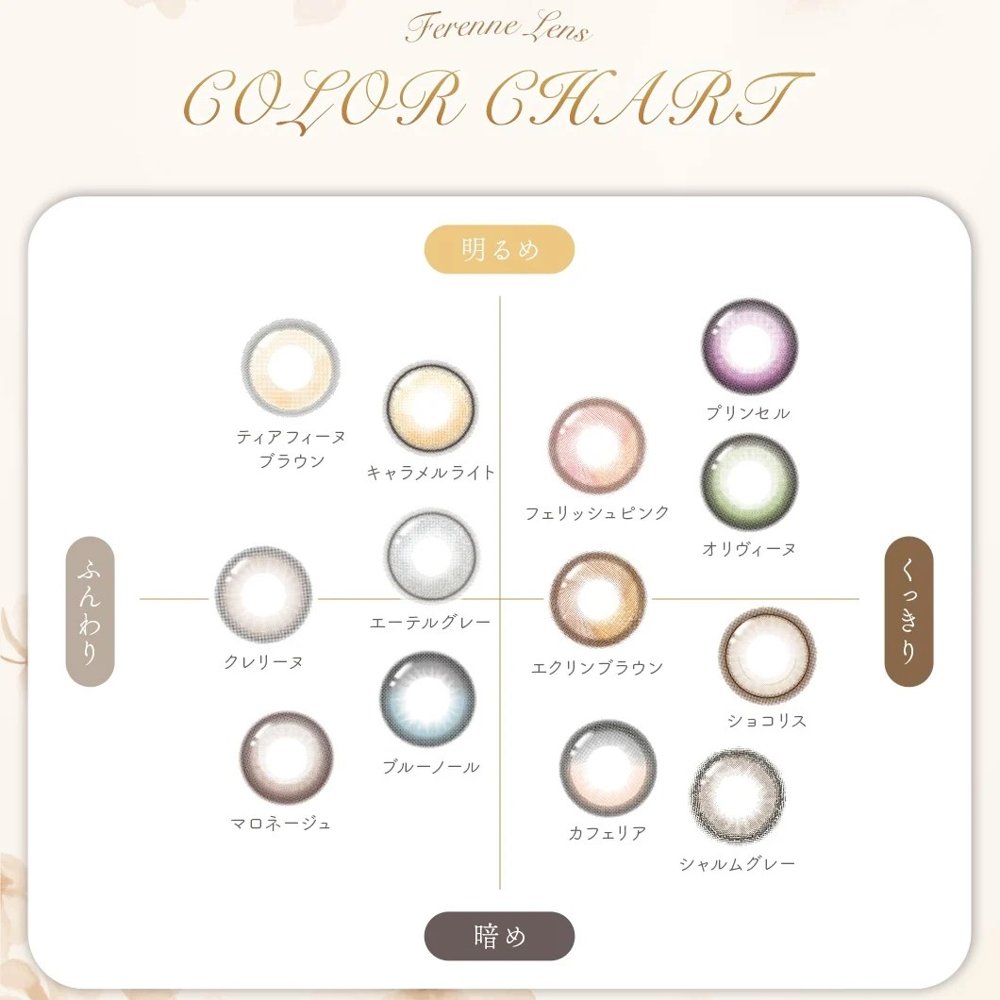 Ferenne Lens
COLOR CHART
明るめ
プリンセル
ティアフィーヌ
ブラウン
キャラメルライト
フェリッシュピンク
オリヴィーヌ
ふんわり
くっきり
エーテルグレー
クレリーヌ
エクリンブラウン
ショコリス
ブルーノール
マロネージュ
カフェリア
シャルムグレー
暗め